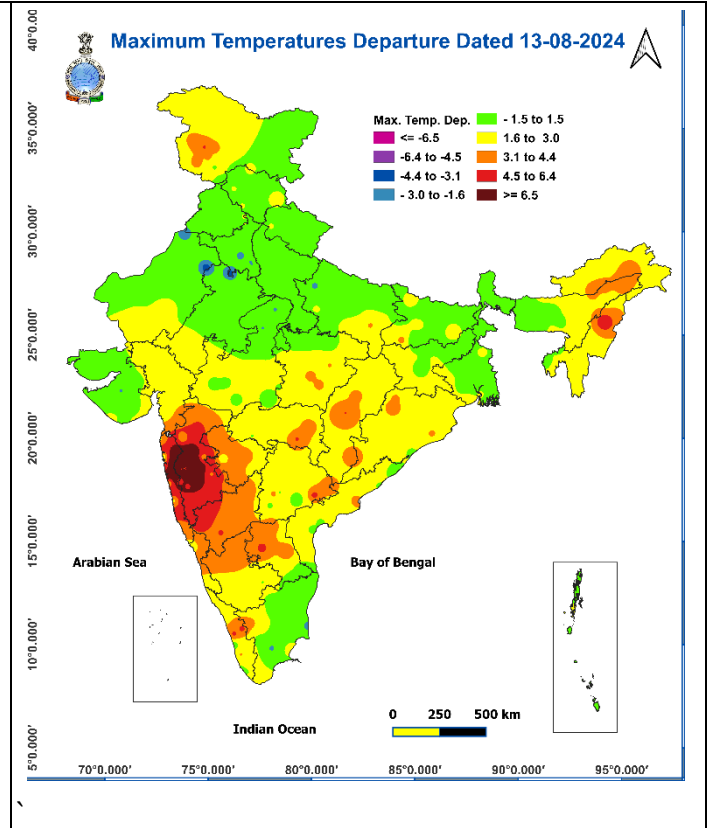 Maximum Temperatures Departure Dated 13-08-2024
Max. Temp. Dep.
<= -6.5
-6.4 to -4.5
-4.4 to -3.1
- 3.0 to -1.6
- 1.5 to 1.5
1.6 to 3.0
3.1 to 4.4
4.5 to 6.4
>= 6.5
40°0.00
35°0.000′
30°0.000′
25°0.000′
20°0.000′
15°0.000′
10°0.000′
5°0.000′
Arabian Sea
Bay of Bengal
Indian Ocean
0 250 500 km
70°0.000′ 75°0.000′ 80°0.000′ 85°0.000′ 90°0.000′ 95°0.000′
`